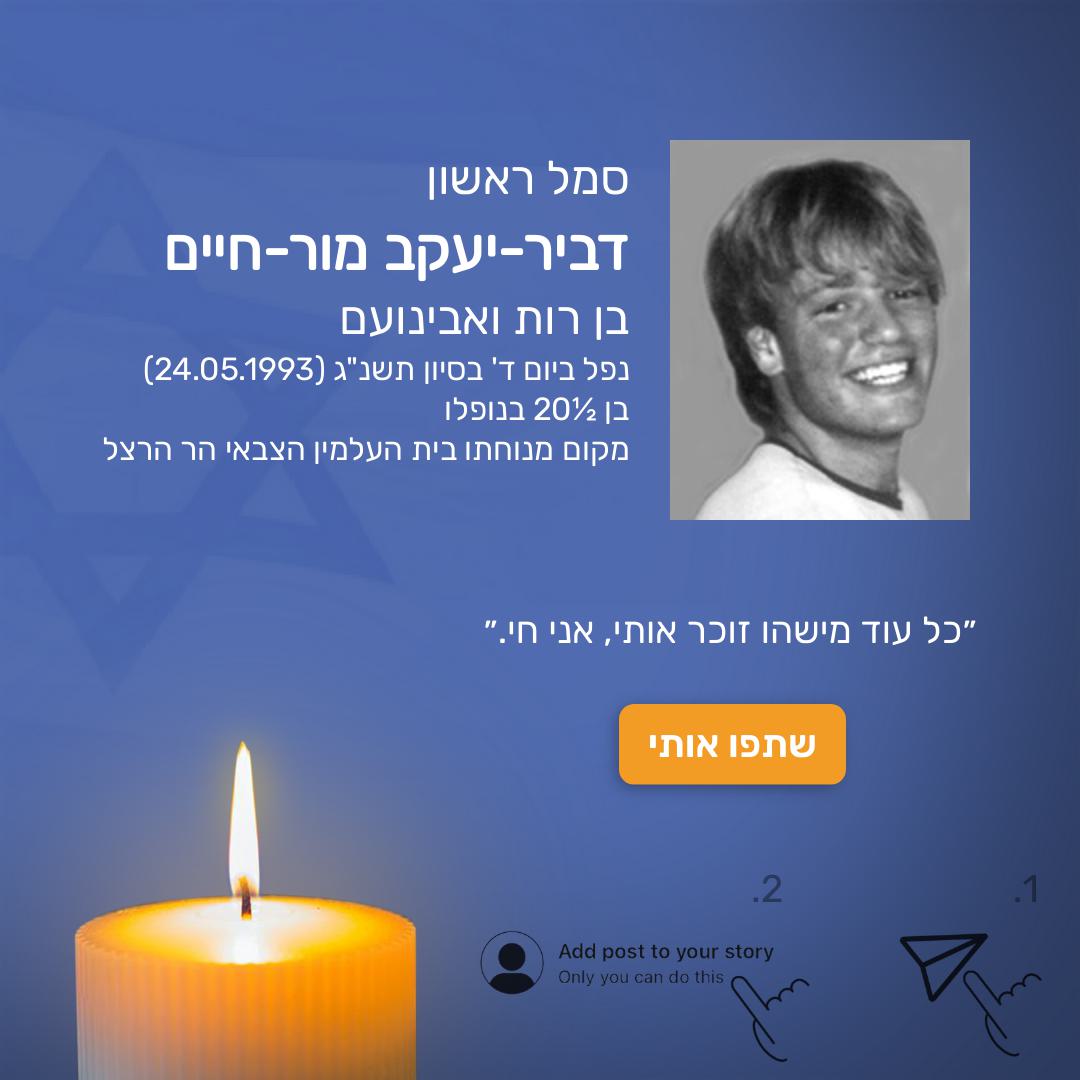 סמל ראשון
דביר-יעקב מור-חיים
בן רות ואבינועם
נפל ביום ד' בסיון תשנ"ג (24.05.1993)
בן 20½ בנופלו
מקום מנוחתו בית העלמין הצבאי הר הרצל
״כל עוד מישהו זוכר אותי, אני חי.״
שתפו אותי
.1
.2
Add post to your story
Only you can do this